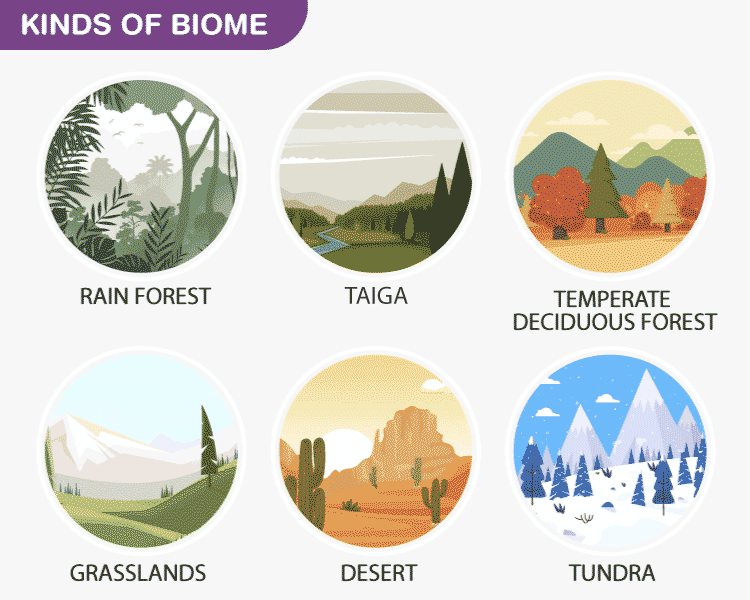 KINDS OF BIOME
RAIN FOREST
TAIGA
TEMPERATE
DECIDUOUS FOREST
GRASSLANDS
DESERT
TUNDRA